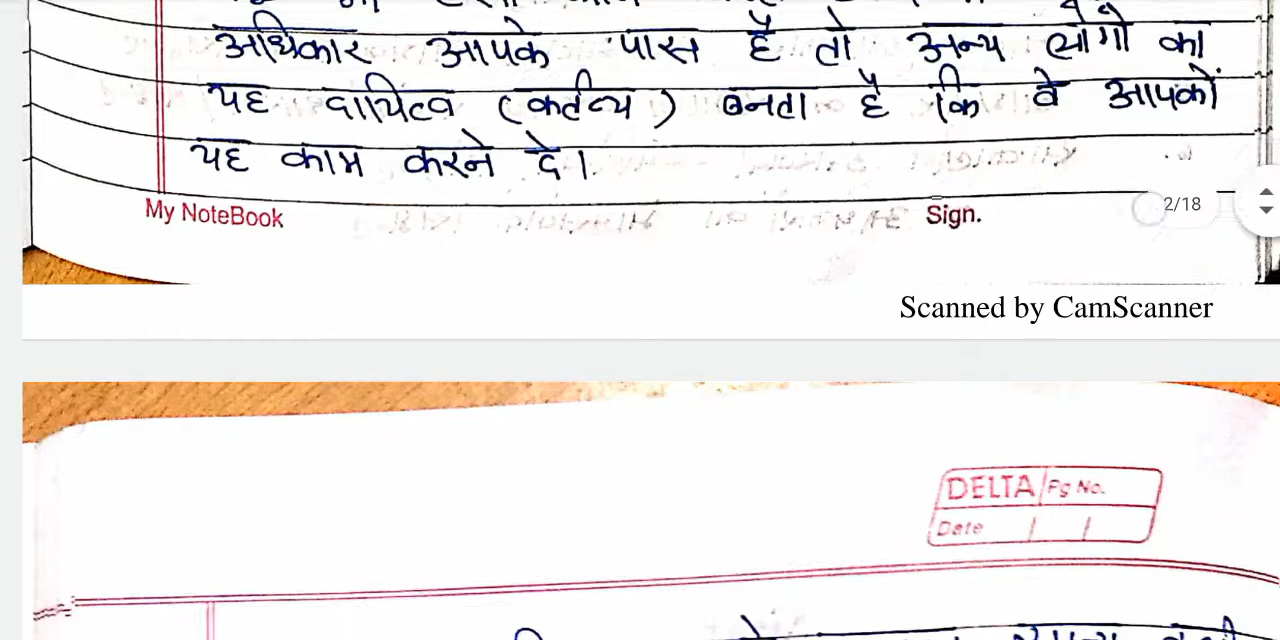 अधिकार आपके पास है तो अन्य लोगों का
यह दायित्व (कर्तव्य) बनता है कि वे आपकों
यह काम करने दे।
My NoteBook Sign. 2/18
Scanned by CamScanner
DELTA Pg No.
Date